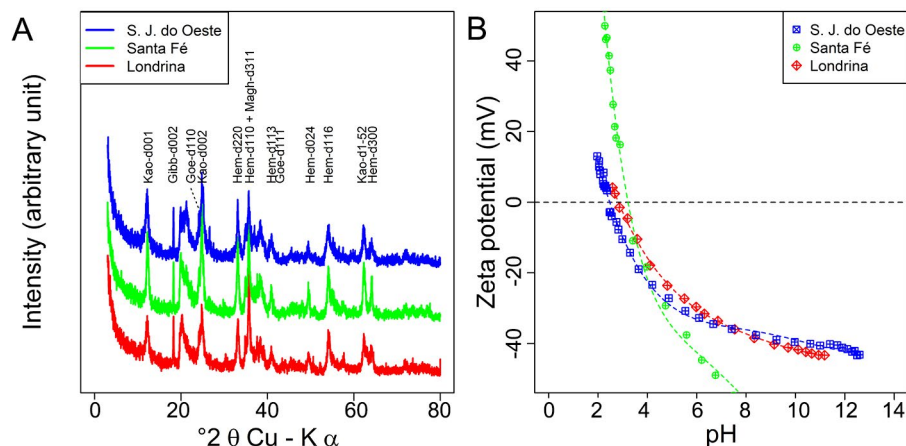 A
S. J. do Oeste
Santa Fé
Londrina
Kao-d001
Gibb-d002
Goe-d110
Kao-d002
Hem-d220
Hem-d110 + Magh-d311
Hem-d113
Goe-d111
Hem-d024
Hem-d116
Kao-d1-52
Hem-d300
Intensity (arbitrary unit)
0 20 40 60 80
°2 θ Cu - K α
B
S. J. do Oeste
Santa Fé
Londrina
Zeta potential (mV)
40
20
0
-20
-40
0 2 4 6 8 10 12 14
pH